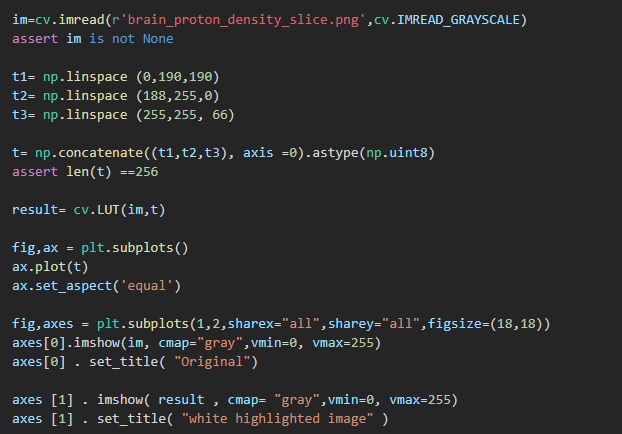 im=cv.imread(r'brain_proton_density_slice.png',cv.IMREAD_GRAYSCALE)
assert im is not None
t1= np.linspace (0,190,190)
t2= np.linspace (188,255,0)
t3= np.linspace (255,255, 66)
t= np.concatenate((t1,t2,t3), axis =0).astype(np.uint8)
assert len(t) ==256
result= cv.LUT(im,t)
fig,ax = plt.subplots()
ax.plot(t)
ax.set_aspect('equal')
fig,axes = plt.subplots(1,2,sharex="all",sharey="all",figsize=(18,18))
axes[0].imshow(im, cmap="gray",vmin=0, vmax=255)
axes[0] . set_title( "Original")
axes [1] . imshow( result , cmap= "gray",vmin=0, vmax=255)
axes [1] . set_title( "white highlighted image" )